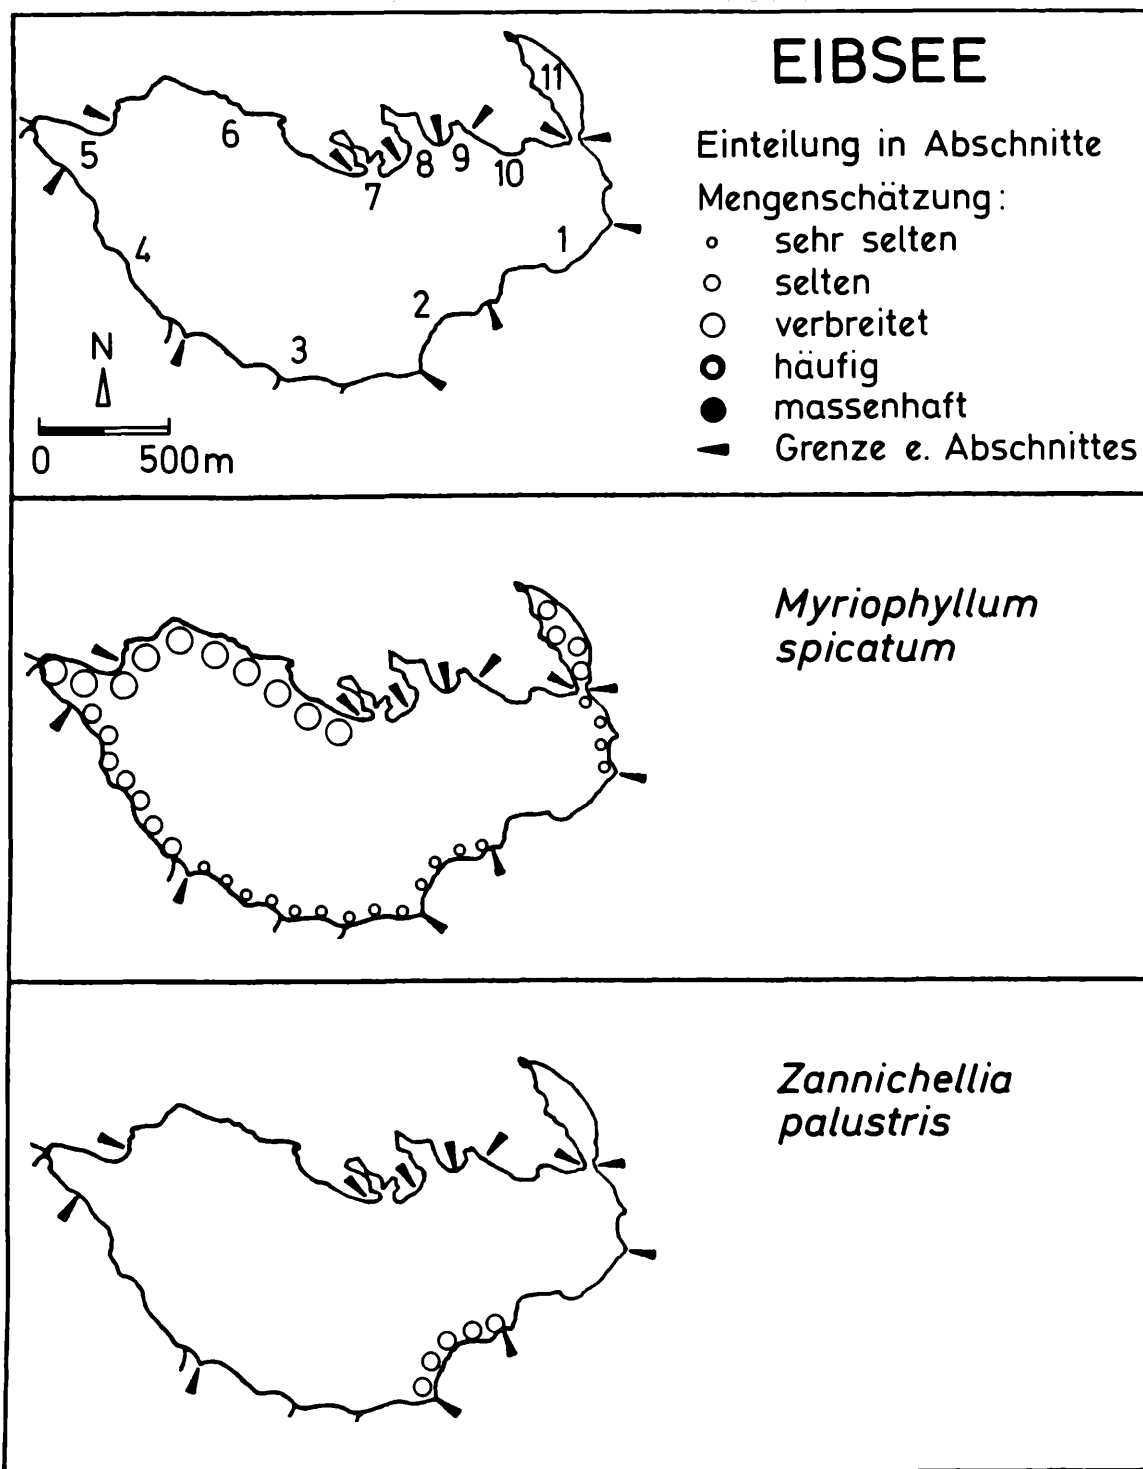 EIBSEE
Einteilung in Abschnitte
Mengenschätzung:
sehr selten
selten
verbreitet
häufig
massenhaft
Grenze e. Abschnittes
11
6
5
8
9
10
7
4
1
2
3
N
0 500m
Myriophyllum
spicatum
Zannichellia
palustris